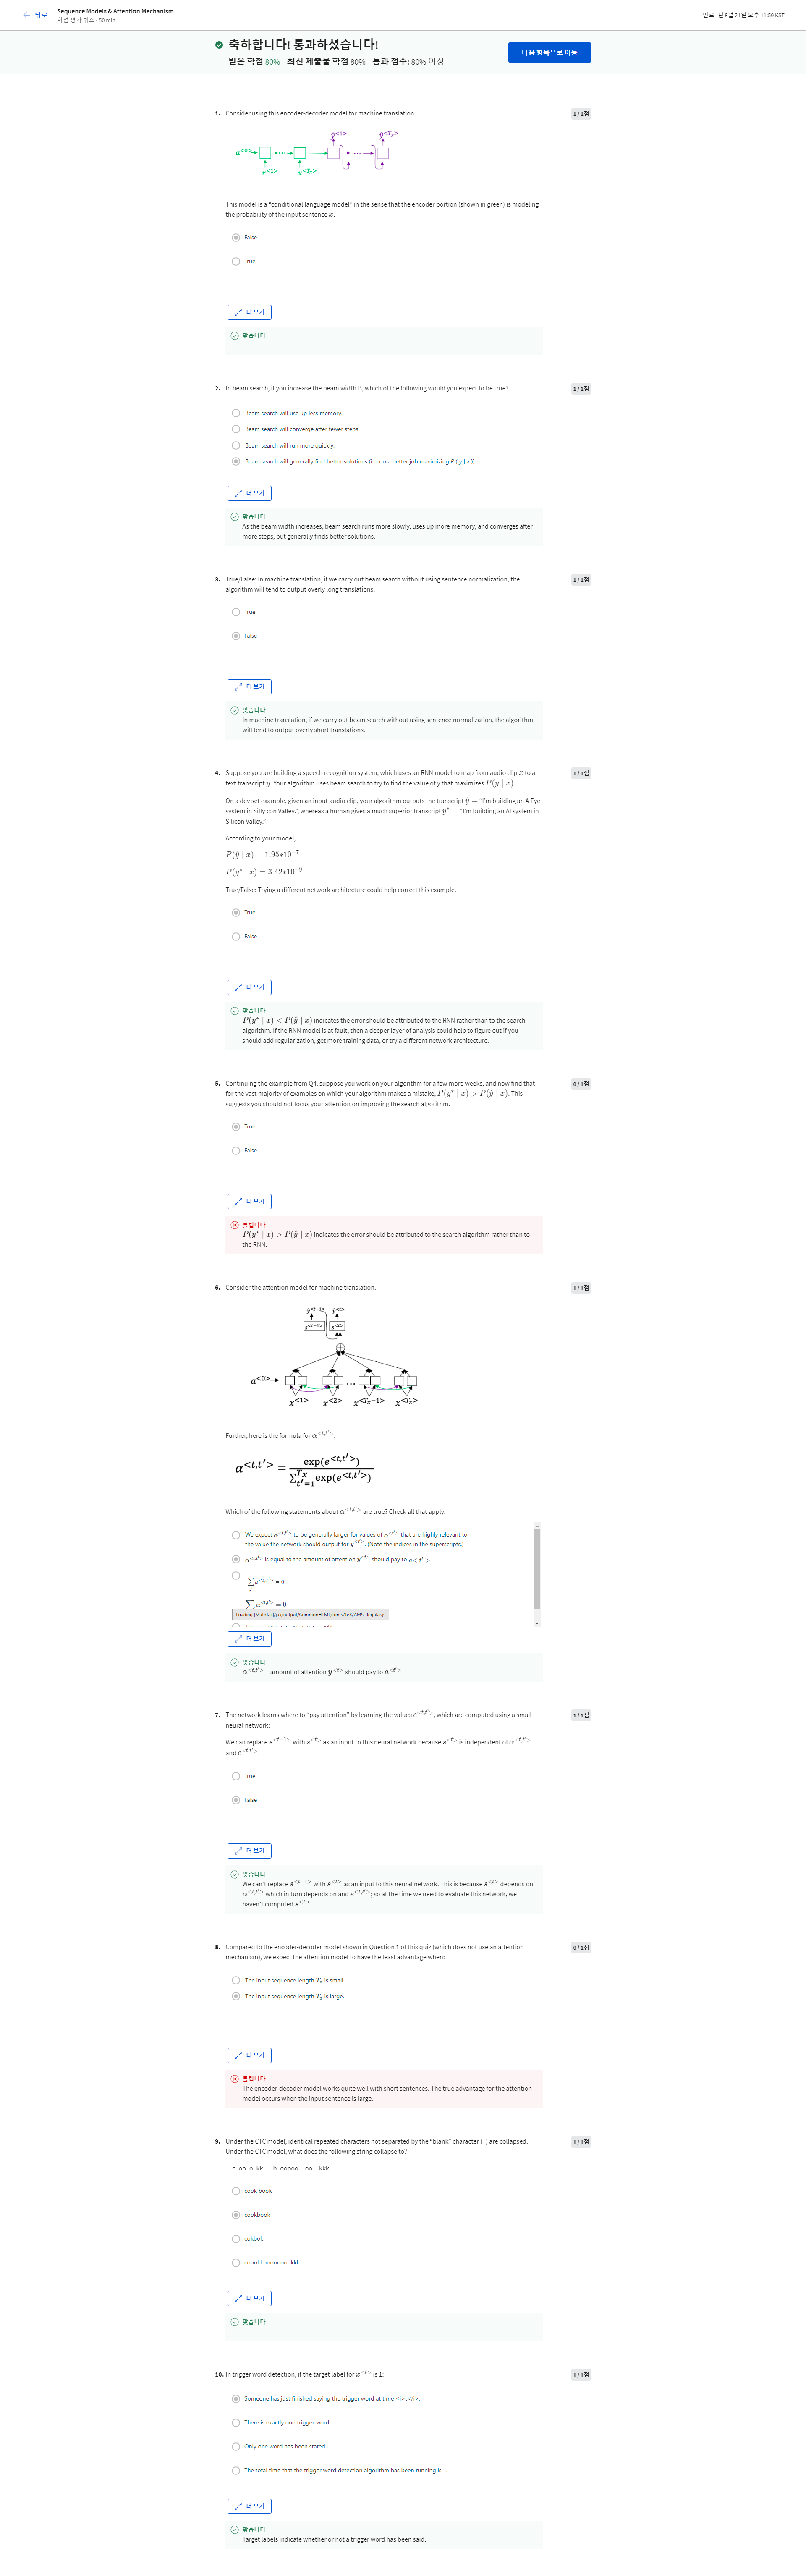 뒤로
Sequence Models & Attention Mechanism
학점 평가 퀴즈 • 50 min
만료 년 8월 21일 오후 11:59 KST
축하합니다! 통과하셨습니다!
받은 학점 80% 최신 제출물 학점 80% 통과 점수: 80% 이상
다음 항목으로 이동
1. Consider using this encoder-decoder model for machine translation.
1 / 1점
ŷ<1> ŷ<Ty>
a<0> ...
x<1> x<Tx>
This model is a “conditional language model” in the sense that the encoder portion (shown in green) is modeling
the probability of the input sentence x.
False
True
더 보기
맞습니다
2. In beam search, if you increase the beam width B, which of the following would you expect to be true?
1 / 1점
Beam search will use up less memory.
Beam search will converge after fewer steps.
Beam search will run more quickly.
Beam search will generally find better solutions (i.e. do a better job maximizing P ( y | x )).
더 보기
맞습니다
As the beam width increases, beam search runs more slowly, uses up more memory, and converges after
more steps, but generally finds better solutions.
3. True/False: In machine translation, if we carry out beam search without using sentence normalization, the
algorithm will tend to output overly long translations.
1 / 1점
True
False
더 보기
맞습니다
In machine translation, if we carry out beam search without using sentence normalization, the algorithm
will tend to output overly short translations.
4. Suppose you are building a speech recognition system, which uses an RNN model to map from audio clip x to a
text transcript y. Your algorithm uses beam search to try to find the value of y that maximizes P(y | x).
1 / 1점
On a dev set example, given an input audio clip, your algorithm outputs the transcript ŷ = “I'm building an A Eye
system in Silly con Valley.”, whereas a human gives a much superior transcript y* = “I'm building an AI system in
Silicon Valley.”
According to your model,
P(ŷ | x) = 1.95*10^−7
P(y* | x) = 3.42*10^−9
True/False: Trying a different network architecture could help correct this example.
True
False
더 보기
맞습니다
P(y* | x) < P(ŷ | x) indicates the error should be attributed to the RNN rather than to the search
algorithm. If the RNN model is at fault, then a deeper layer of analysis could help to figure out if you
should add regularization, get more training data, or try a different network architecture.
5. Continuing the example from Q4, suppose you work on your algorithm for a few more weeks, and now find that
for the vast majority of examples on which your algorithm makes a mistake, P(y* | x) > P(ŷ | x). This
suggests you should not focus your attention on improving the search algorithm.
0 / 1점
True
False
더 보기
틀립니다
P(y* | x) > P(ŷ | x) indicates the error should be attributed to the search algorithm rather than to
the RNN.
6. Consider the attention model for machine translation.
1 / 1점
ŷ<t−1> ŷ<t>
s<t−1> s<t>
a<0> ...
x<1> x<2> x<Tx−1> x<Tx>
Further, here is the formula for α<t,t′>.
α<t,t′> = exp(e<t,t′>) / ∑t′=1 Tx exp(e<t,t′>)
Which of the following statements about α<t,t′> are true? Check all that apply.
We expect α<t,t′> to be generally larger for values of α<t,t′> that are highly relevant to
the value the network should output for y<t′>. (Note the indices in the superscripts.)
α<t,t′> is equal to the amount of attention y<t> should pay to a< t′ >
∑ α<t,t′> = 0
∑ α<t,t′> = 0
Loading [MathJax]/jax/output/CommonHTML/fonts/TeX/AMS-Regular.js
더 보기
맞습니다
α<t,t′> = amount of attention y<t> should pay to a<t′>
7. The network learns where to “pay attention” by learning the values e<t,t′>, which are computed using a small
neural network:
1 / 1점
We can replace s<t−1> with s<t> as an input to this neural network because s<t> is independent of α<t,t′>
and e<t,t′>.
True
False
더 보기
맞습니다
We can't replace s<t−1> with s<t> as an input to this neural network. This is because s<t> depends on
α<t,t′> which in turn depends on and e<t,t′>; so at the time we need to evaluate this network, we
haven't computed s<t>.
8. Compared to the encoder-decoder model shown in Question 1 of this quiz (which does not use an attention
mechanism), we expect the attention model to have the least advantage when:
0 / 1점
The input sequence length Tx is small.
The input sequence length Tx is large.
더 보기
틀립니다
The encoder-decoder model works quite well with short sentences. The true advantage for the attention
model occurs when the input sentence is large.
9. Under the CTC model, identical repeated characters not separated by the “blank” character (_) are collapsed.
Under the CTC model, what does the following string collapse to?
1 / 1점
__c_oo_o_kk___b_ooooo__oo__kkk
cook book
cookbook
cokbok
coookkboooooookkk
더 보기
맞습니다
10. In trigger word detection, if the target label for x<t> is 1:
1 / 1점
Someone has just finished saying the trigger word at time <i>t</i>.
There is exactly one trigger word.
Only one word has been stated.
The total time that the trigger word detection algorithm has been running is 1.
더 보기
맞습니다
Target labels indicate whether or not a trigger word has been said.